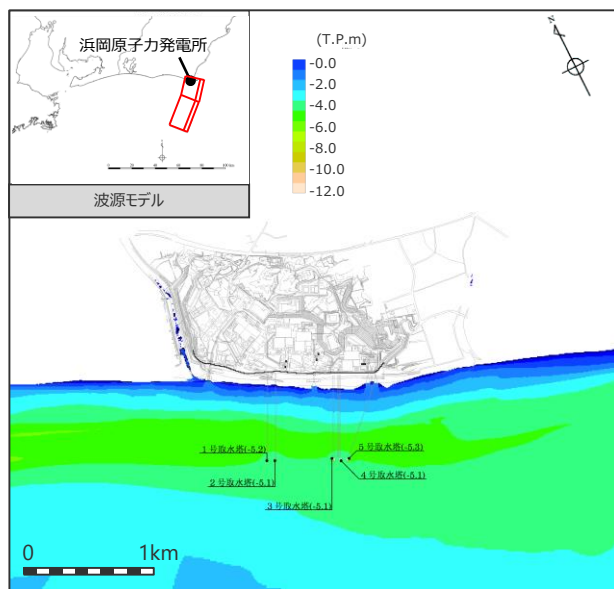 浜岡原子力発電所
波源モデル
(T.P.m)
-0.0
-2.0
-4.0
-6.0
-8.0
-10.0
-12.0
N
1号取水塔(-5.2)
2号取水塔(-5.1)
3号取水塔(-5.1)
5号取水塔(-5.3)
4号取水塔(-5.1)
0 1km